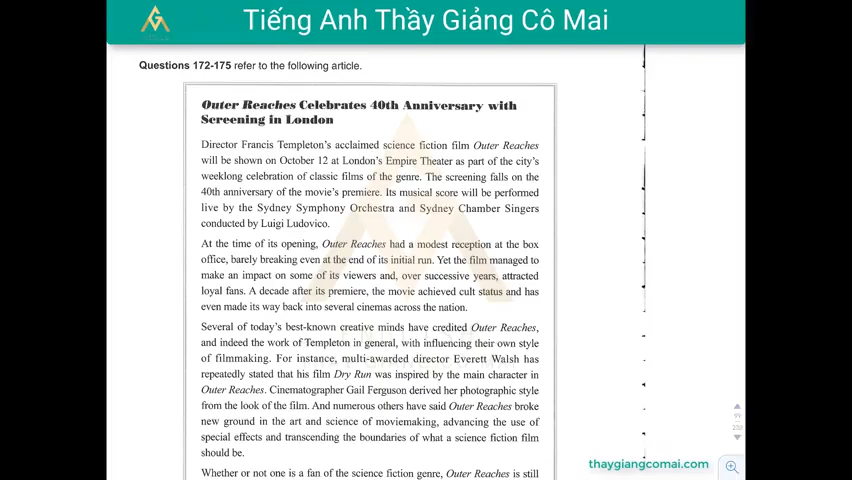 Tiếng Anh Thầy Giảng Cô Mai
Questions 172-175 refer to the following article.
Outer Reaches Celebrates 40th Anniversary with
Screening in London
Director Francis Templeton's acclaimed science fiction film Outer Reaches
will be shown on October 12 at London's Empire Theater as part of the city's
weeklong celebration of classic films of the genre. The screening falls on the
40th anniversary of the movie's premiere. Its musical score will be performed
live by the Sydney Symphony Orchestra and Sydney Chamber Singers
conducted by Luigi Ludovico.
At the time of its opening, Outer Reaches had a modest reception at the box
office, barely breaking even at the end of its initial run. Yet the film managed to
make an impact on some of its viewers and, over successive years, attracted
loyal fans. A decade after its premiere, the movie achieved cult status and has
even made its way back into several cinemas across the nation.
Several of today's best-known creative minds have credited Outer Reaches,
and indeed the work of Templeton in general, with influencing their own style
of filmmaking. For instance, multi-awarded director Everett Walsh has
repeatedly stated that his film Dry Run was inspired by the main character in
Outer Reaches. Cinematographer Gail Ferguson derived her photographic style
from the look of the film. And numerous others have said Outer Reaches broke
new ground in the art and science of moviemaking, advancing the use of
special effects and transcending the boundaries of what a science fiction film
should be.
Whether or not one is a fan of the science fiction genre, Outer Reaches is still
thaygiangcomai.com